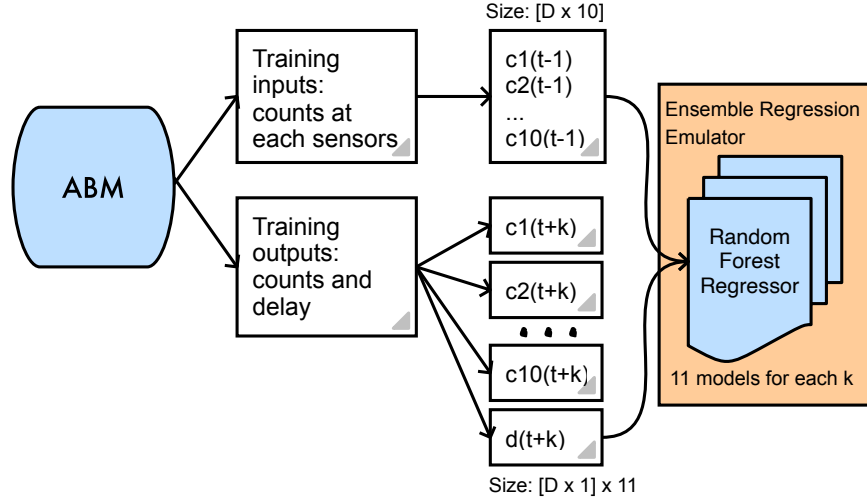 Size: [D x 10]
ABM
Training
inputs:
counts at
each sensors
c1(t-1)
c2(t-1)
...
c10(t-1)
Training
outputs:
counts and
delay
c1(t+k)
c2(t+k)
c10(t+k)
d(t+k)
Size: [D x 1] x 11
Ensemble Regression
Emulator
Random
Forest
Regressor
11 models for each k